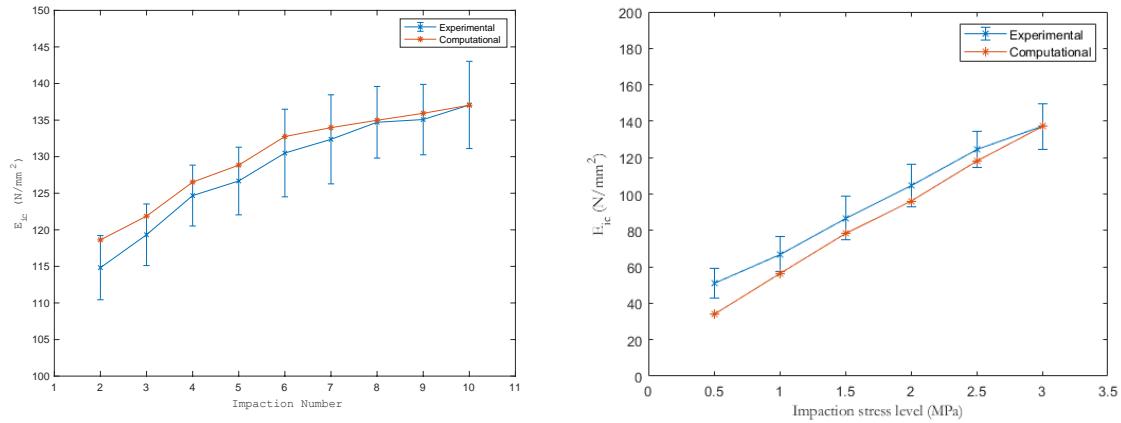 150
145
140
135
130
125
120
115
110
105
100
E_ic (N/mm²)
1 2 3 4 5 6 7 8 9 10 11
Impaction Number
Experimental
Computational
200
180
160
140
120
100
80
60
40
20
0
E_ic (N/mm²)
0 0.5 1 1.5 2 2.5 3 3.5
Impaction stress level (MPa)
Experimental
Computational